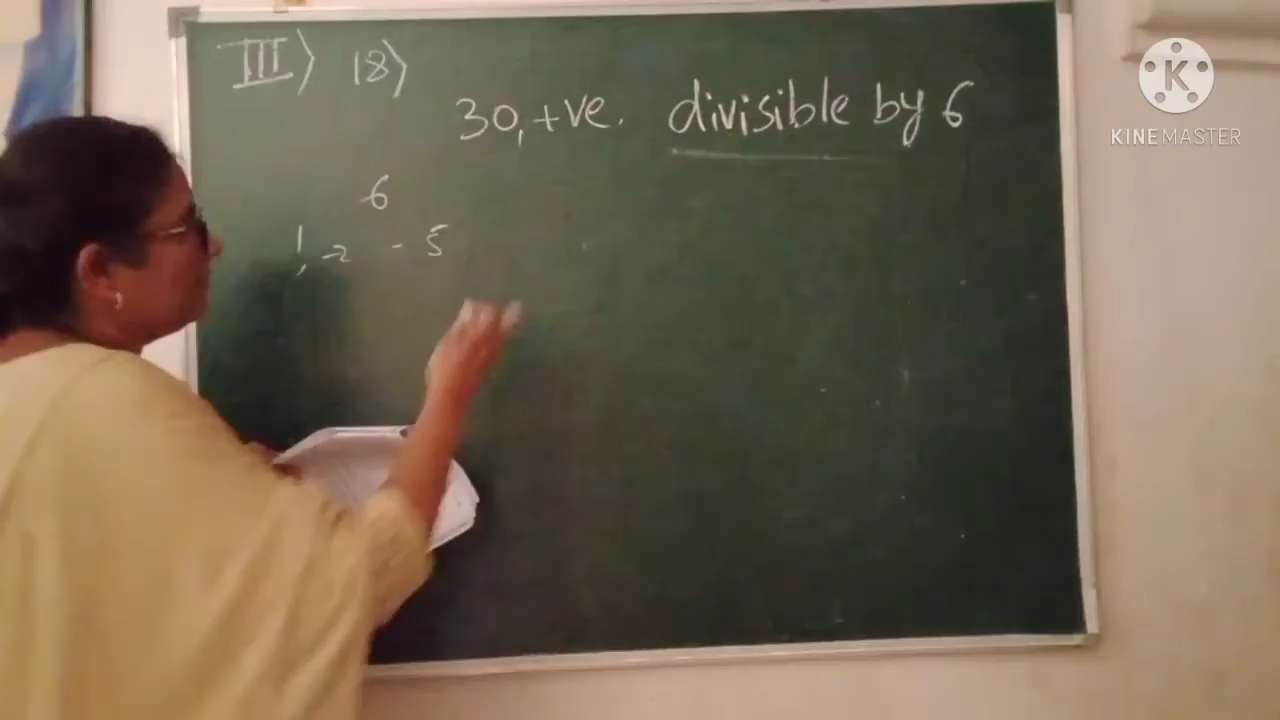 III) 18)
30, +ve. divisible by 6
6
1, 2 - 5
K
KINEMASTER